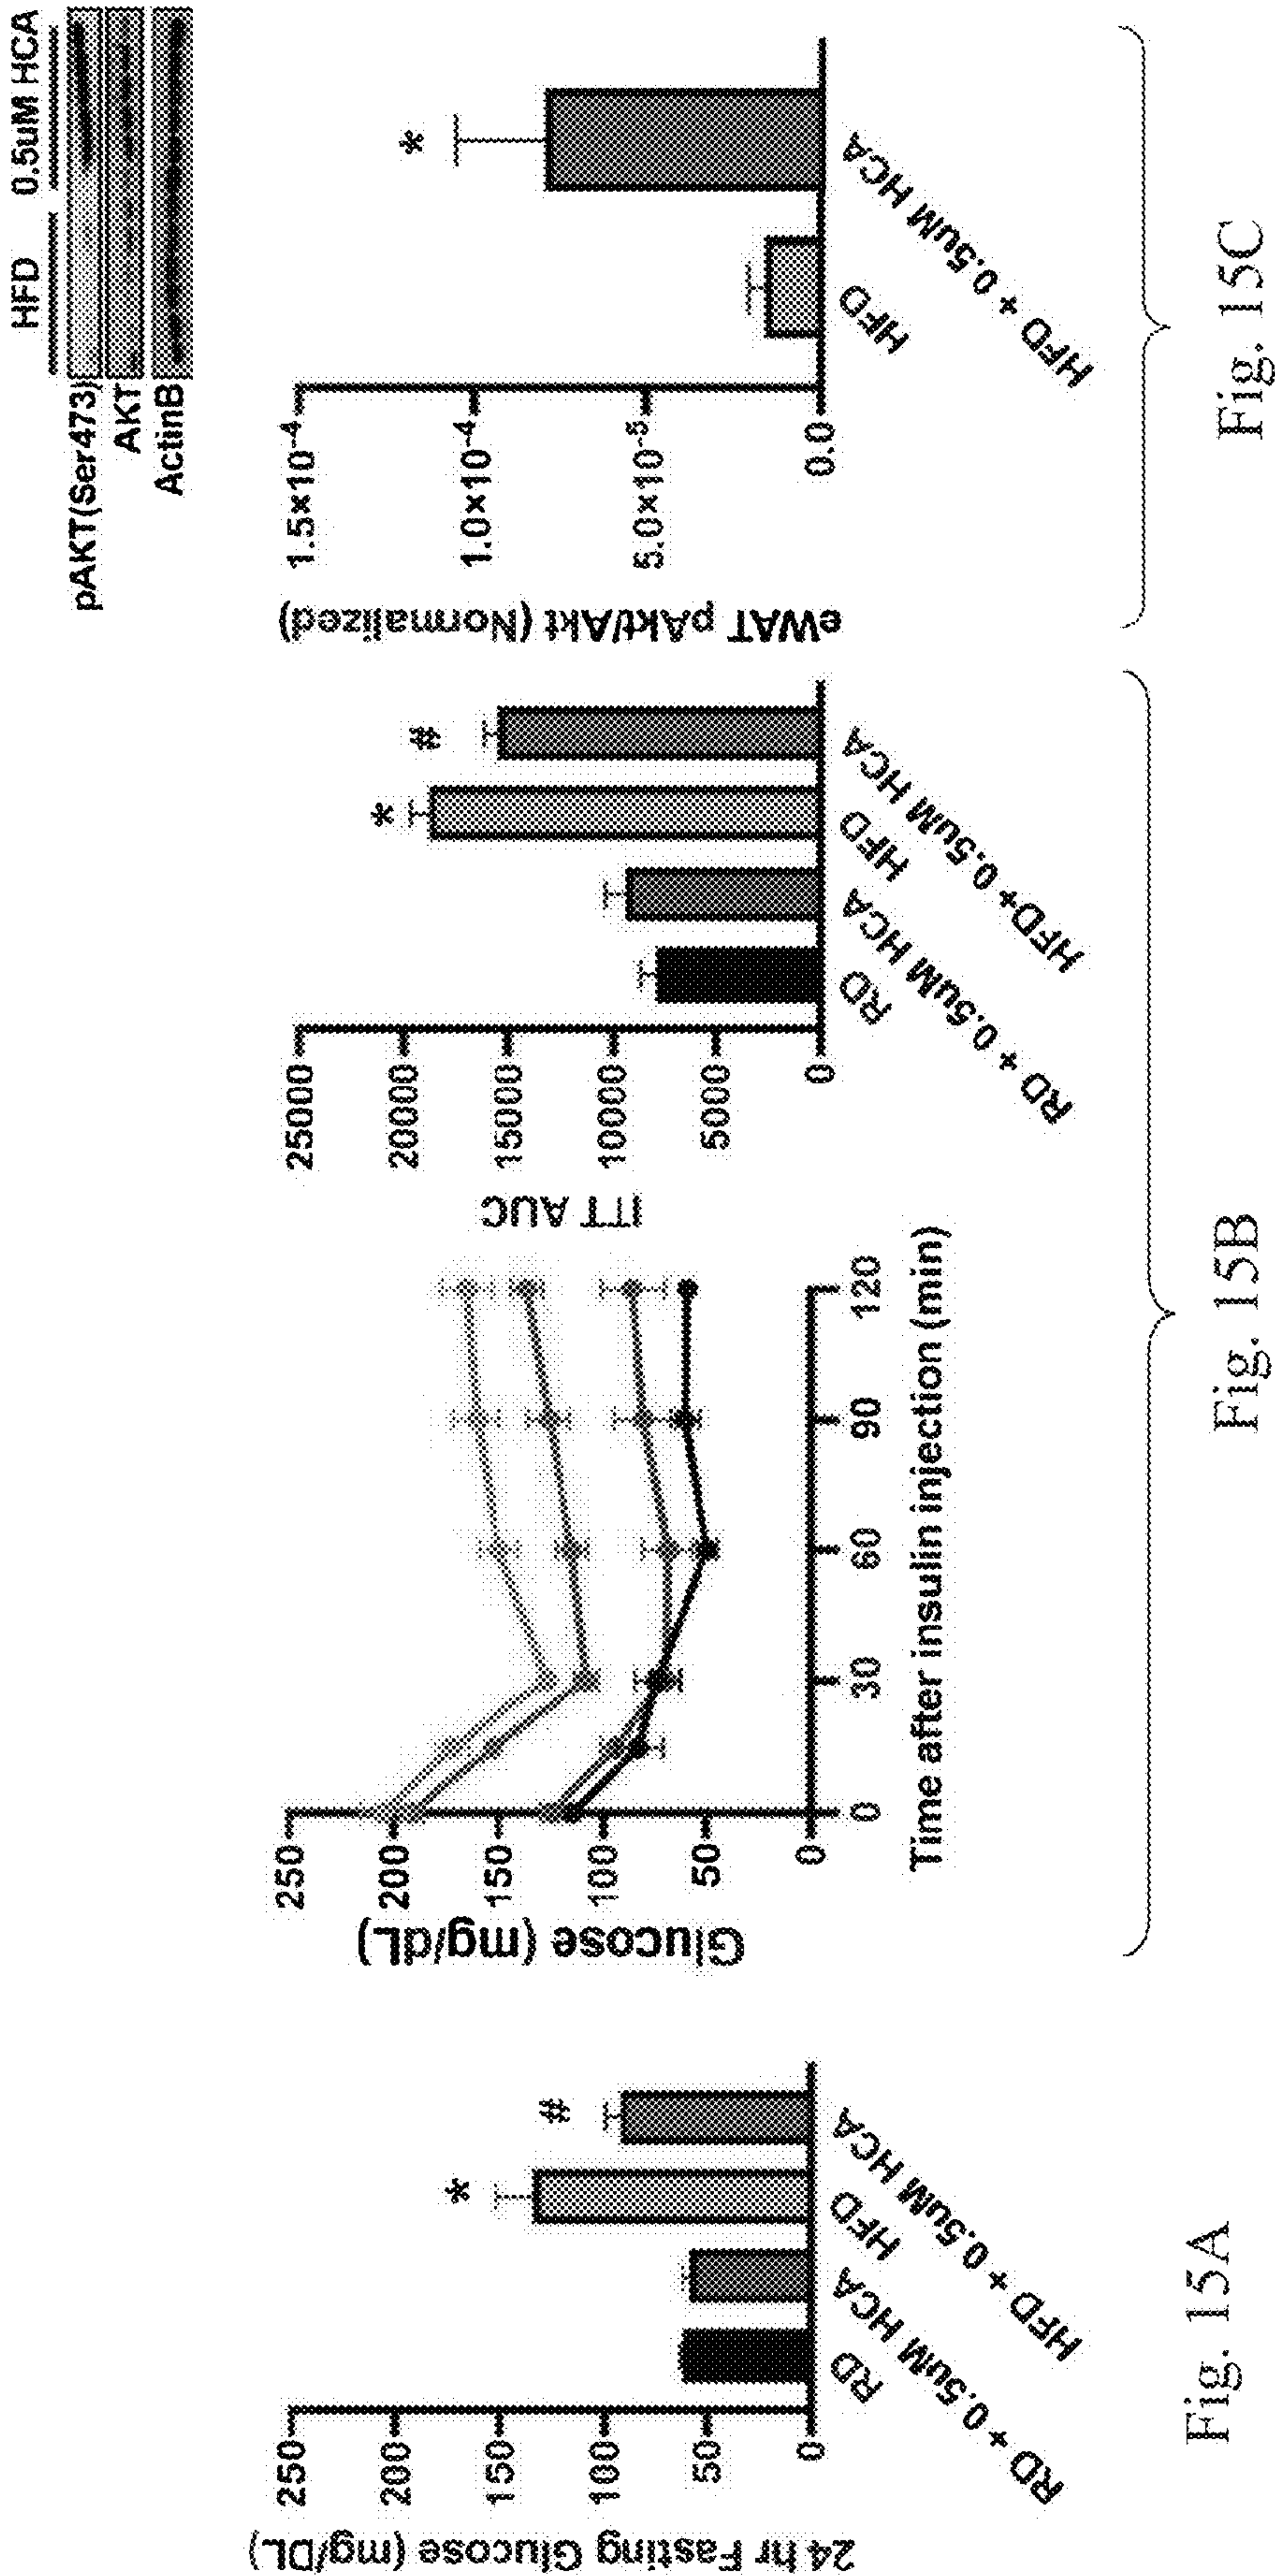 24 hr Fasting Glucose (mg/DL)
250
200
150
100
50
0
RD
RD + 0.5uM HCA
HFD
HFD + 0.5uM HCA
*
#
Fig. 15A
Glucose (mg/dL)
250
200
150
100
50
0
0
30
60
90
120
Time after insulin injection (min)
ITT AUC
25000
20000
15000
10000
5000
0
RD
RD + 0.5uM HCA
HFD
HFD+ 0.5uM HCA
*
#
Fig. 15B
HFD 0.5uM HCA
pAKT(Ser473)
AKT
ActinB
eWAT pAkt/Akt (Normalized)
1.5×10-4
1.0×10-4
5.0×10-5
0.0
HFD
HFD + 0.5uM HCA
*
Fig. 15C